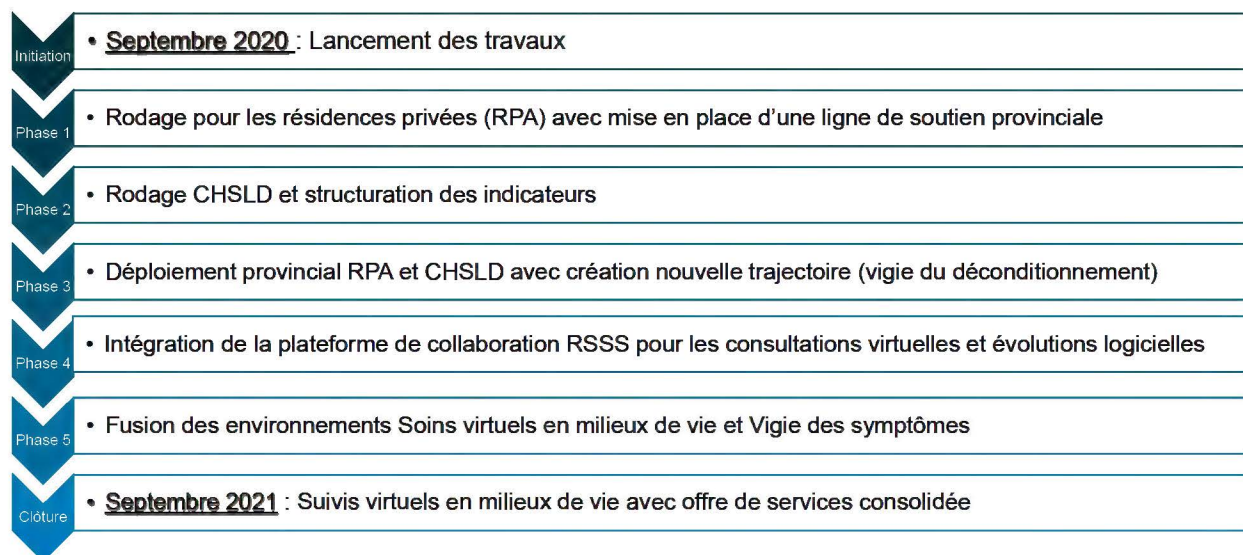 Initiation
• Septembre 2020 : Lancement des travaux
Phase 1
• Rodage pour les résidences privées (RPA) avec mise en place d’une ligne de soutien provinciale
Phase 2
• Rodage CHSLD et structuration des indicateurs
Phase 3
• Déploiement provincial RPA et CHSLD avec création nouvelle trajectoire (vigie du déconditionnement)
Phase 4
• Intégration de la plateforme de collaboration RSSS pour les consultations virtuelles et évolutions logicielles
Phase 5
• Fusion des environnements Soins virtuels en milieux de vie et Vigie des symptômes
Clôture
• Septembre 2021 : Suivis virtuels en milieux de vie avec offre de services consolidée